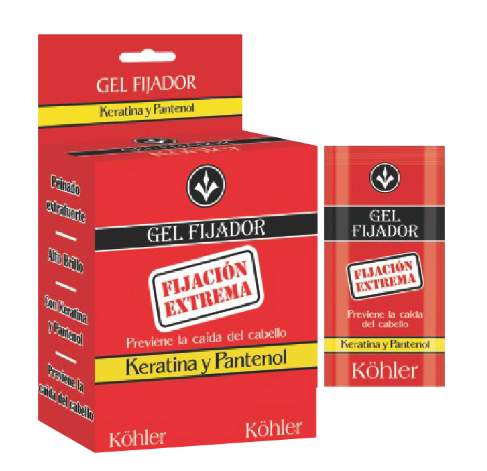 GEL FIJADOR
Keratina y Pantenol
Peinado
extrafuerte
Alto Brillo
Con Keratina
y Pantenol
Previene la
caida del cabello
GEL FIJADOR
FIJACIÓN
EXTREMA
Previene la caída del cabello
Keratina y Pantenol
Köhler
Köhler
GEL
FIJADOR
FIJACIÓN
EXTREMA
Previene la caída
del cabello
Keratina y Pantenol
Köhler